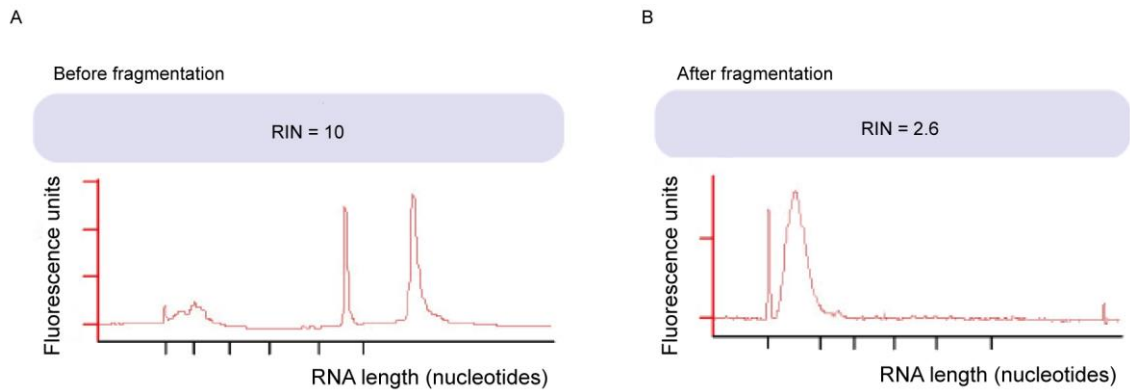 A
Before fragmentation
RIN = 10
Fluorescence units
RNA length (nucleotides)
B
After fragmentation
RIN = 2.6
Fluorescence units
RNA length (nucleotides)